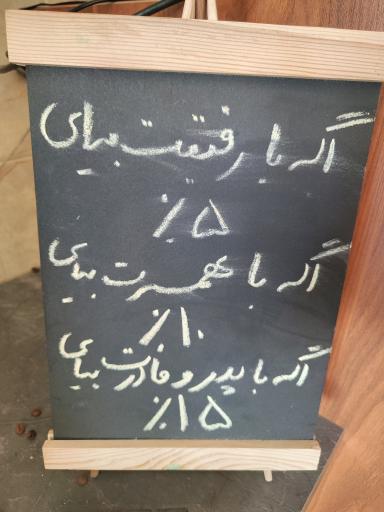 اگه با رفیقت بیای
۵٪
اگه با همسرت بیای
۱۰٪
اگه با پدر و مادرت بیای
۱۵٪